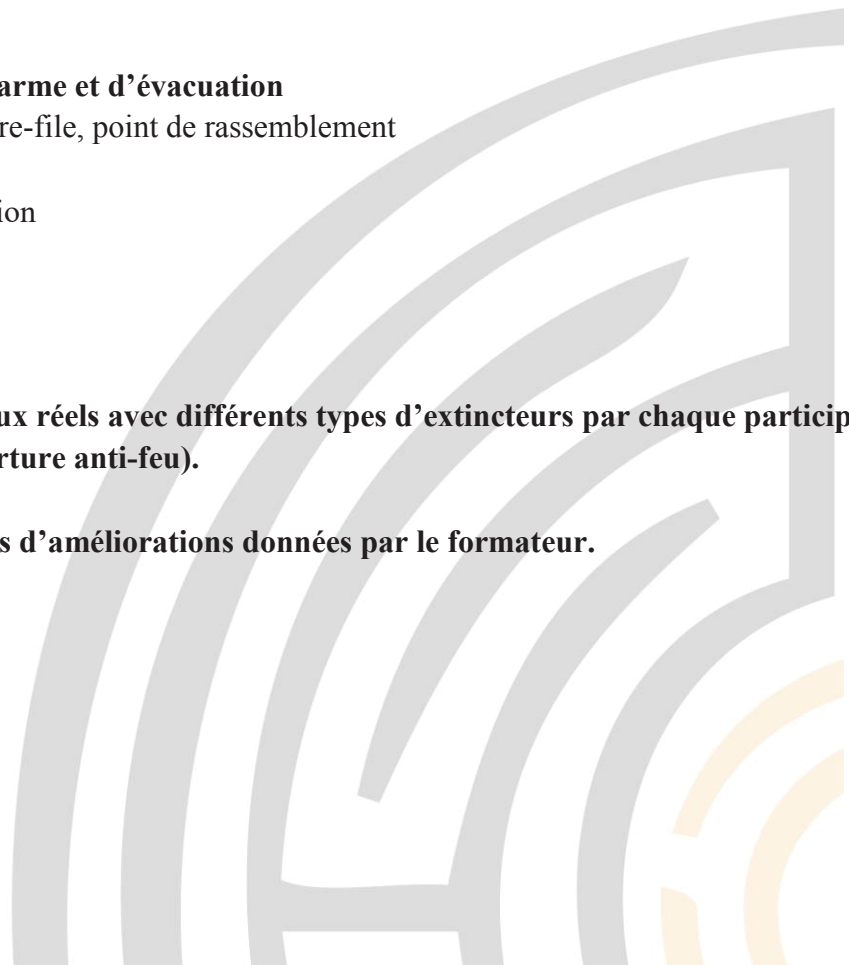 arme et d’évacuation
re-file, point de rassemblement
ion
ux réels avec différents types d’extincteurs par chaque particip
rture anti-feu).
s d’améliorations données par le formateur.